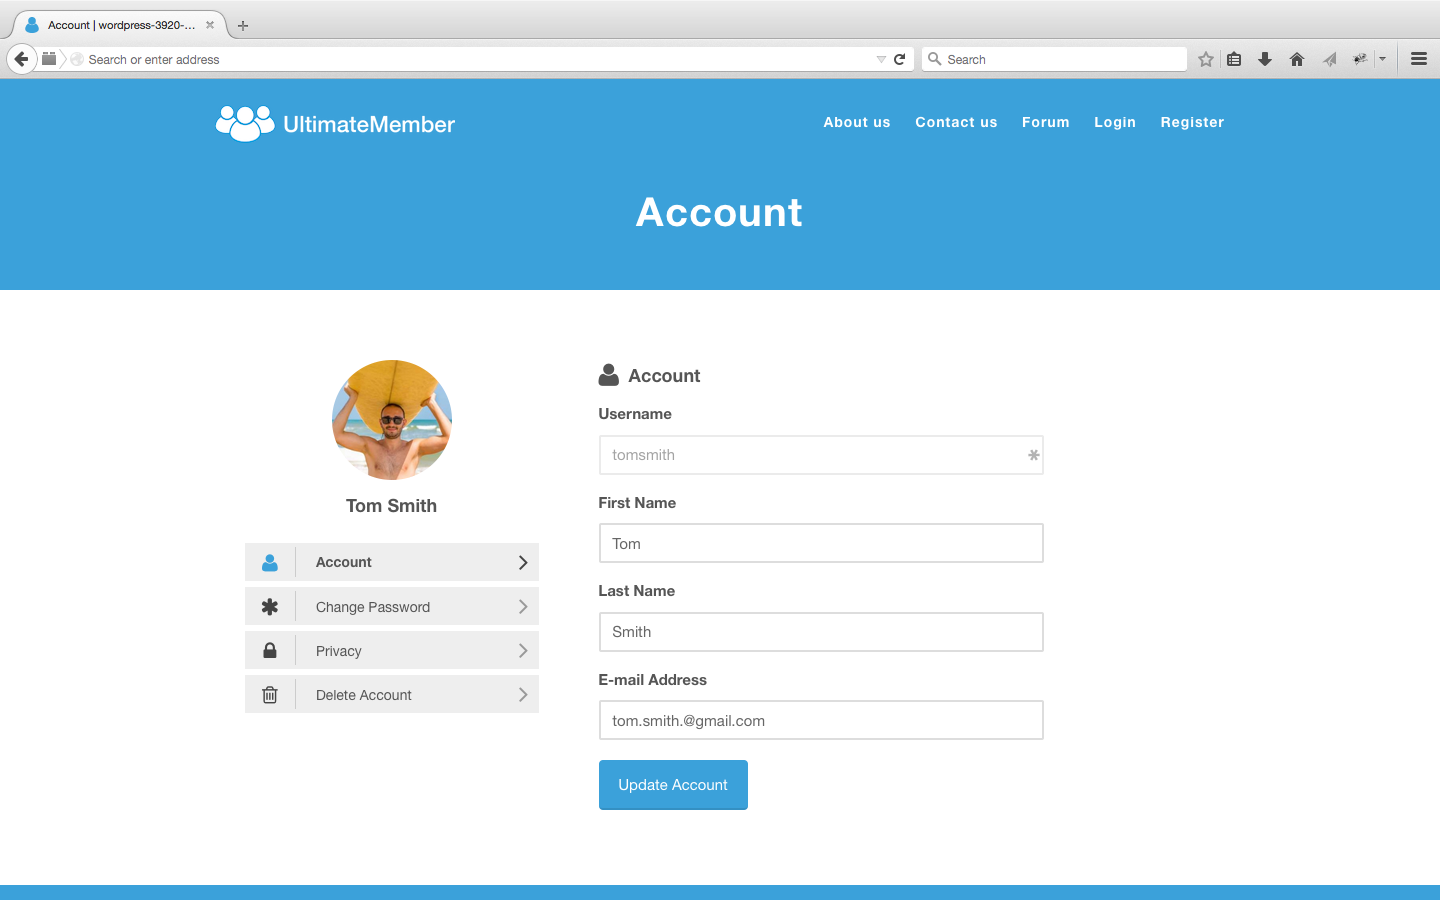 Account | wordpress-3920-...
Search or enter address
Search
UltimateMember
About us Contact us Forum Login Register
Account
Tom Smith
Account
Change Password
Privacy
Delete Account
Account
Username
tomsmith
First Name
Tom
Last Name
Smith
E-mail Address
tom.smith.@gmail.com
Update Account